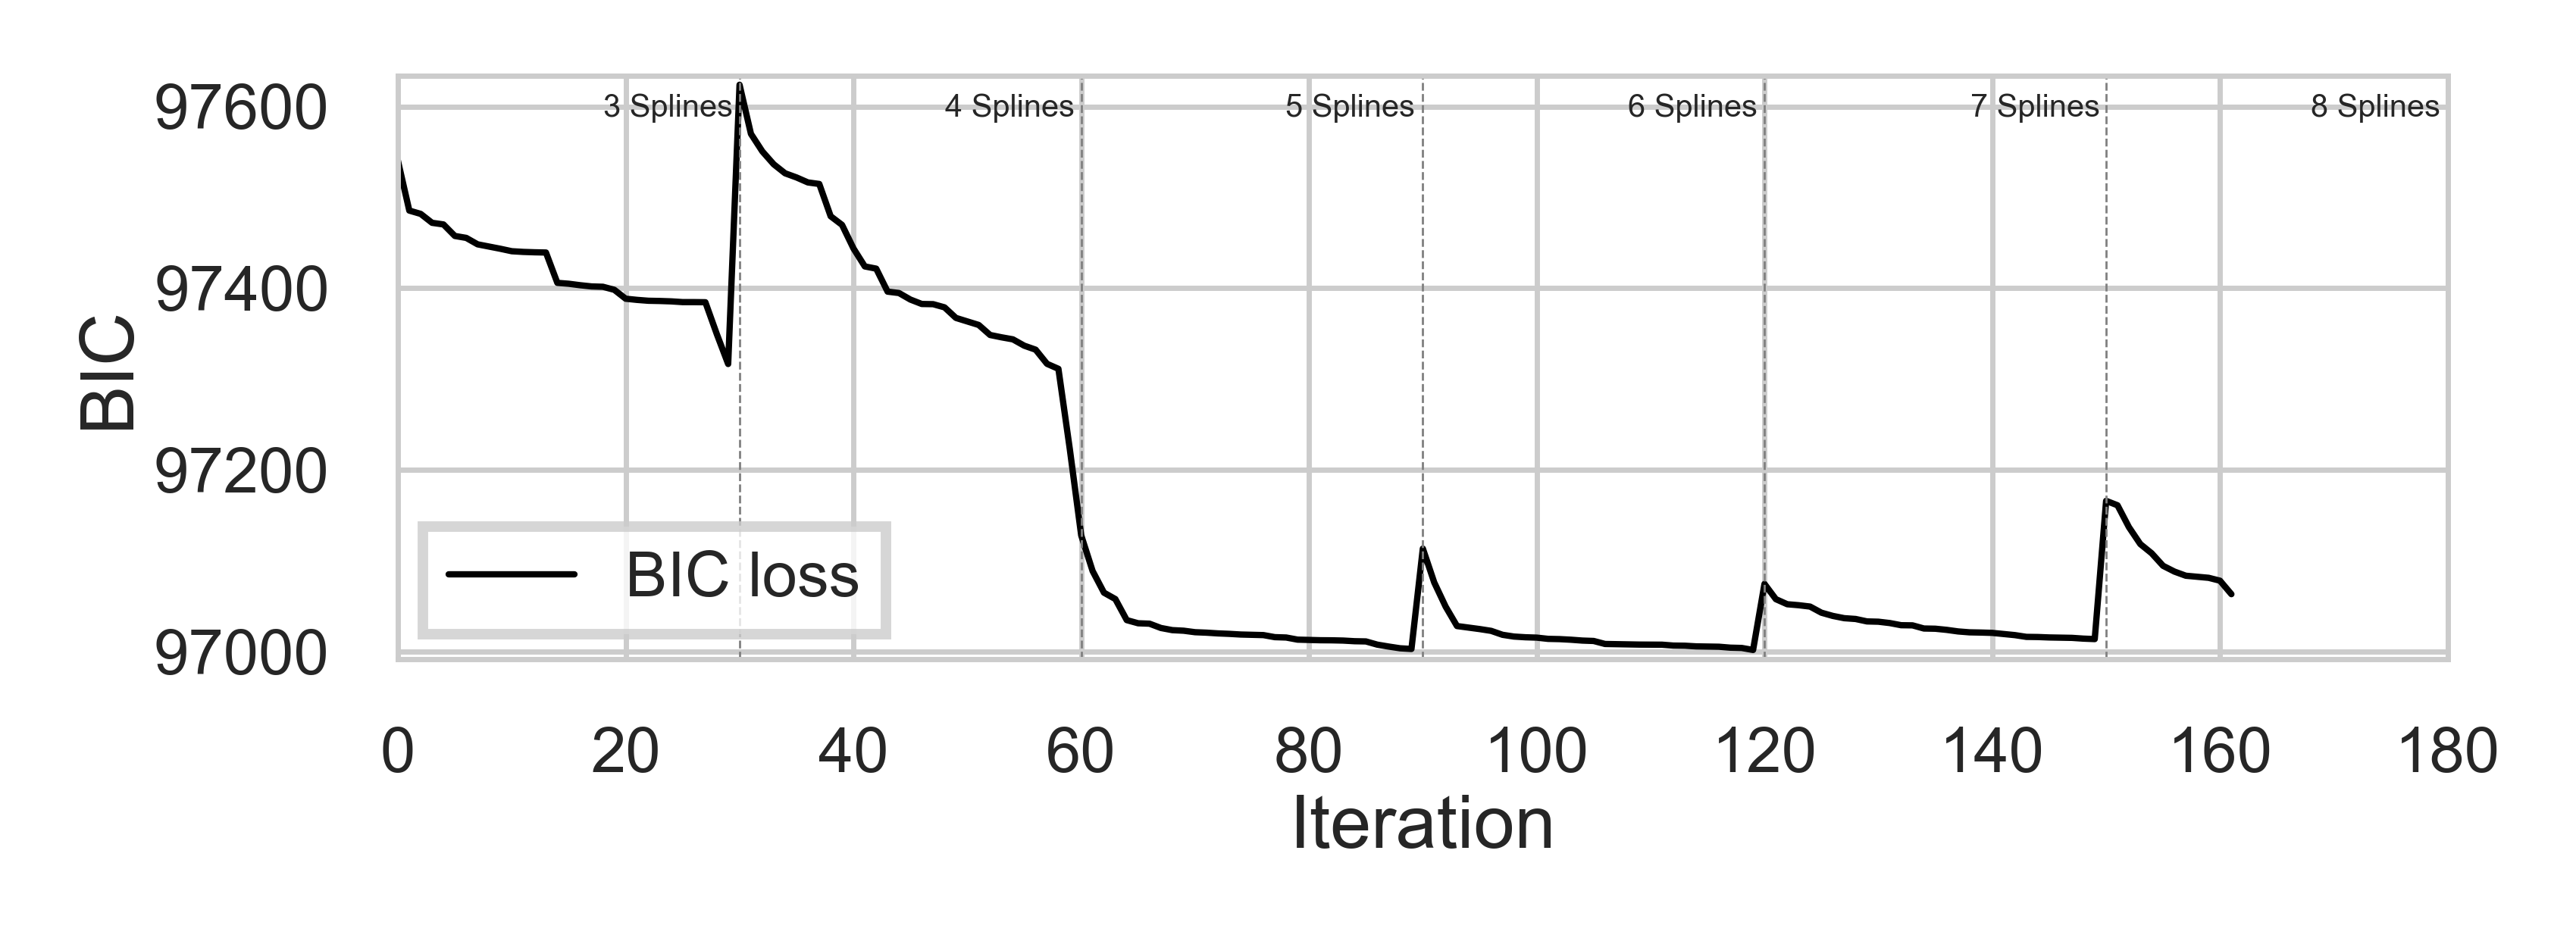 97600
97400
97200
97000
BIC
3 Splines
4 Splines
5 Splines
6 Splines
7 Splines
8 Splines
BIC loss
0 20 40 60 80 100 120 140 160 180
Iteration